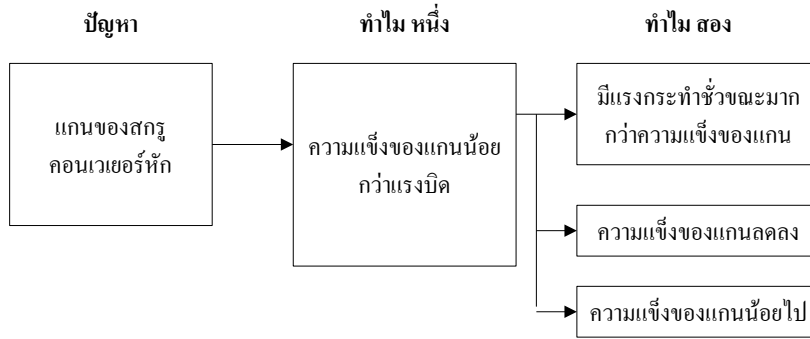 ปัญหา
ทำไม หนึ่ง
ทำไม สอง
แกนของสกรู
คอนเวเยอร์หัก
ความแข็งของแกนน้อย
กว่าแรงบิด
มีแรงกระทำชั่วขณะมาก
กว่าความแข็งของแกน
ความแข็งของแกนลดลง
ความแข็งของแกนน้อยไป